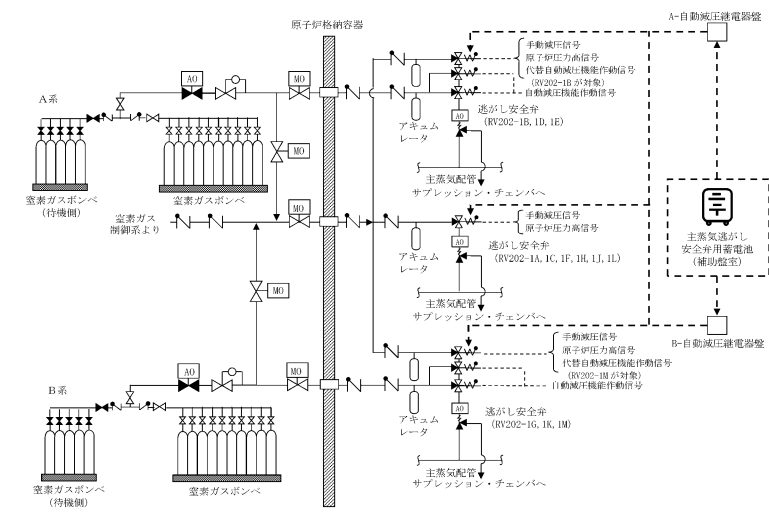 原子炉格納容器
A-自動減圧継電器盤
手動減圧信号
原子炉圧力高信号
代替自動減圧機能作動信号
(RV202-1Bが対象)
自動減圧機能作動信号
AO
MO
A系
AO
逃がし安全弁
(RV202-1B, 1D, 1E)
アキュム
レータ
MO
主蒸気配管
サプレッション・チェンバへ
窒素ガスボンベ
(待機側)
窒素ガスボンベ
窒素ガス
制御系より
MO
手動減圧信号
原子炉圧力高信号
AO
逃がし安全弁
(RV202-1A, 1C, 1F, 1H, 1J, 1L)
アキュム
レータ
主蒸気逃がし
安全弁用蓄電池
(補助盤室)
MO
主蒸気配管
サプレッション・チェンバへ
B-自動減圧継電器盤
手動減圧信号
原子炉圧力高信号
代替自動減圧機能作動信号
(RV202-1Mが対象)
自動減圧機能作動信号
AO
MO
B系
AO
逃がし安全弁
(RV202-1G, 1K, 1M)
アキュム
レータ
主蒸気配管
サプレッション・チェンバへ
窒素ガスボンベ
(待機側)
窒素ガスボンベ